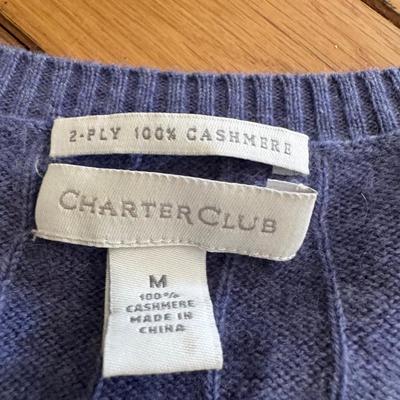 2-PLY 100% CASHMERE
CHARTER CLUB
M
100%
CASHMERE
MADE IN
CHINA